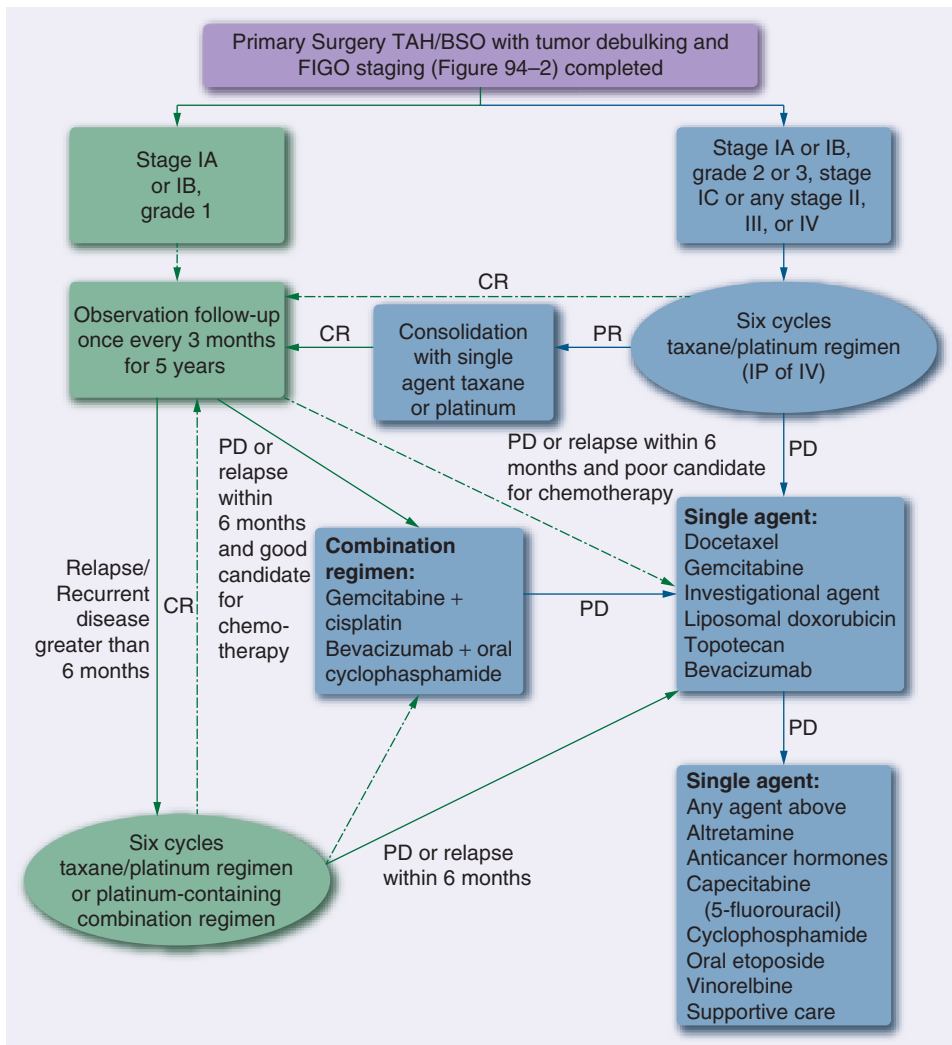 Primary Surgery TAH/BSO with tumor debulking and
FIGO staging (Figure 94–2) completed
Stage IA
or IB,
grade 1
Stage IA or IB,
grade 2 or 3, stage
IC or any stage II,
III, or IV
CR
Observation follow-up
once every 3 months
for 5 years
CR
Consolidation
with single
agent taxane
or platinum
PR
Six cycles
taxane/platinum regimen
(IP of IV)
PD or
relapse
within
6 months
and good
candidate
for
chemo-
therapy
PD or relapse within 6
months and poor candidate
for chemotherapy
PD
Relapse/
Recurrent
disease
greater than
6 months
CR
Combination
regimen:
Gemcitabine +
cisplatin
Bevacizumab + oral
cyclophasphamide
PD
Single agent:
Docetaxel
Gemcitabine
Investigational agent
Liposomal doxorubicin
Topotecan
Bevacizumab
PD
Six cycles
taxane/platinum regimen
or platinum-containing
combination regimen
PD or relapse
within 6 months
Single agent:
Any agent above
Altretamine
Anticancer hormones
Capecitabine
(5-fluorouracil)
Cyclophosphamide
Oral etoposide
Vinorelbine
Supportive care